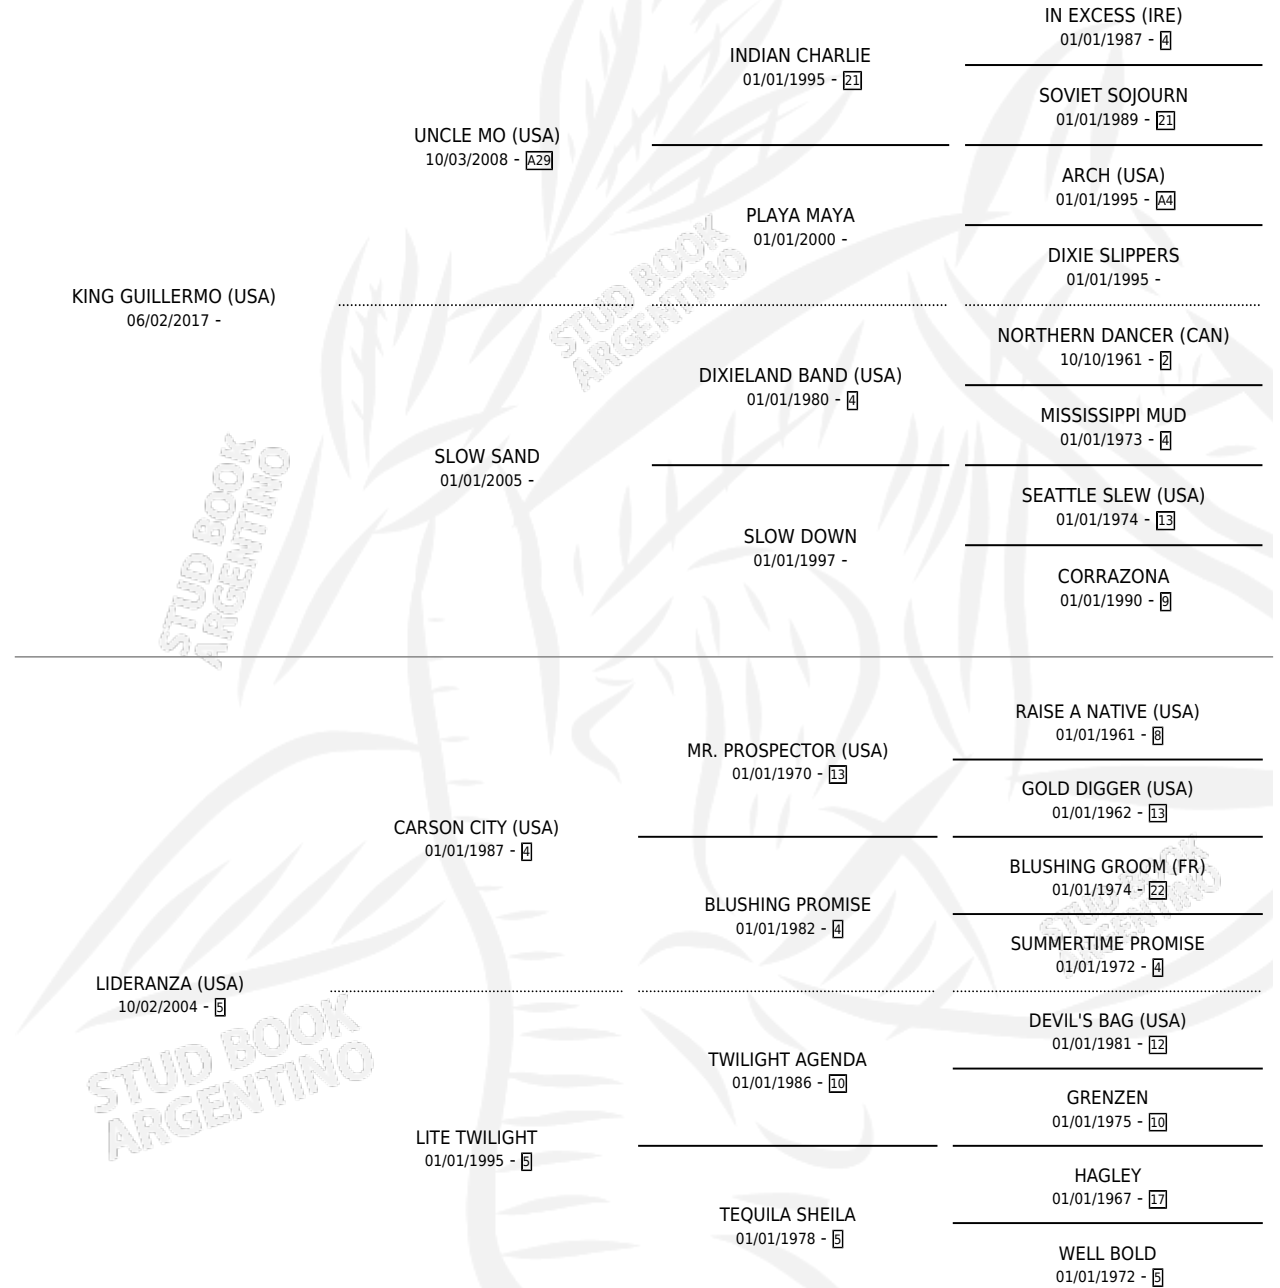 IN EXCESS (IRE)
01/01/1987 - 4
INDIAN CHARLIE
01/01/1995 - 21
SOVIET SOJOURN
01/01/1989 - 21
UNCLE MO (USA)
10/03/2008 - A29
ARCH (USA)
01/01/1995 - A4
PLAYA MAYA
01/01/2000 -
DIXIE SLIPPERS
01/01/1995 -
KING GUILLERMO (USA)
06/02/2017 -
NORTHERN DANCER (CAN)
10/10/1961 - 2
DIXIELAND BAND (USA)
01/01/1980 - 4
MISSISSIPPI MUD
01/01/1973 - 4
SLOW SAND
01/01/2005 -
SEATTLE SLEW (USA)
01/01/1974 - 13
SLOW DOWN
01/01/1997 -
CORRAZONA
01/01/1990 - 9
STUD BOOK
ARGENTINO
STUD BOOK
ARGENTINO
RAISE A NATIVE (USA)
01/01/1961 - 8
MR. PROSPECTOR (USA)
01/01/1970 - 13
GOLD DIGGER (USA)
01/01/1962 - 13
CARSON CITY (USA)
01/01/1987 - 4
BLUSHING GROOM (FR)
01/01/1974 - 22
BLUSHING PROMISE
01/01/1982 - 4
SUMMERTIME PROMISE
01/01/1972 - 4
STUD BOOK
ARGENTINO
LIDERANZA (USA)
10/02/2004 - 5
DEVIL'S BAG (USA)
01/01/1981 - 12
TWILIGHT AGENDA
01/01/1986 - 10
GRENZEN
01/01/1975 - 10
STUD BOOK
ARGENTINO
LITE TWILIGHT
01/01/1995 - 5
HAGLEY
01/01/1967 - 17
TEQUILA SHEILA
01/01/1978 - 5
WELL BOLD
01/01/1972 - 5